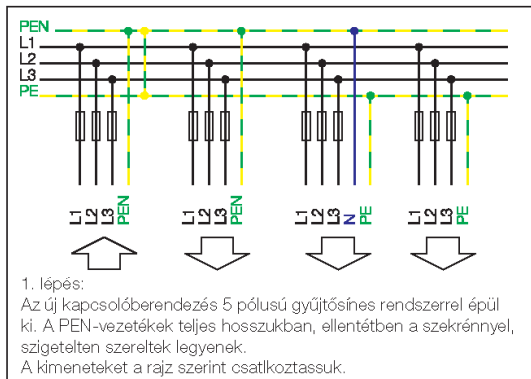 PEN
L1
L2
L3
PE
L1 L2 L3 PEN L1 L2 L3 PEN L1 L2 L3 N PE L1 L2 L3 PE
1. lépés:
Az új kapcsolóberendezés 5 pólusú gyűjtősínes rendszerrel épül
ki. A PEN-vezetékek teljes hosszukban, ellentétben a szekrénnyel,
szigetelten szereltek legyenek.
A kimeneteket a rajz szerint csatlkoztassuk.